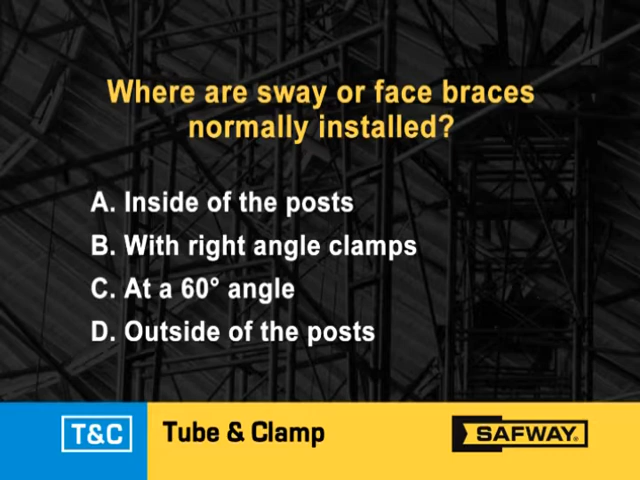 Where are sway or face braces
normally installed?
A. Inside of the posts
B. With right angle clamps
C. At a 60° angle
D. Outside of the posts
T&C
Tube & Clamp
SAFWAY®